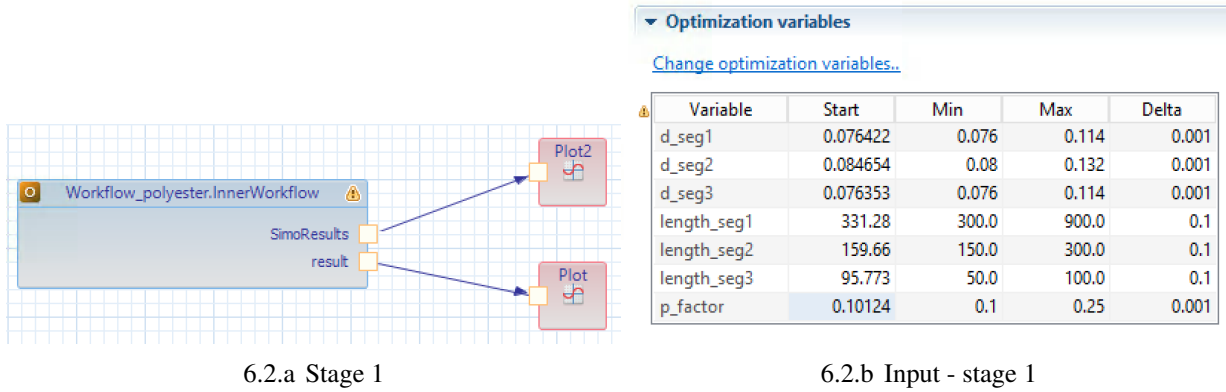 Workflow_polyester.InnerWorkflow
SimoResults
result
Plot2
Plot
6.2.a Stage 1
Optimization variables
Change optimization variables..
Variable Start Min Max Delta
d_seg1 0.076422 0.076 0.114 0.001
d_seg2 0.084654 0.08 0.132 0.001
d_seg3 0.076353 0.076 0.114 0.001
length_seg1 331.28 300.0 900.0 0.1
length_seg2 159.66 150.0 300.0 0.1
length_seg3 95.773 50.0 100.0 0.1
p_factor 0.10124 0.1 0.25 0.001
6.2.b Input - stage 1